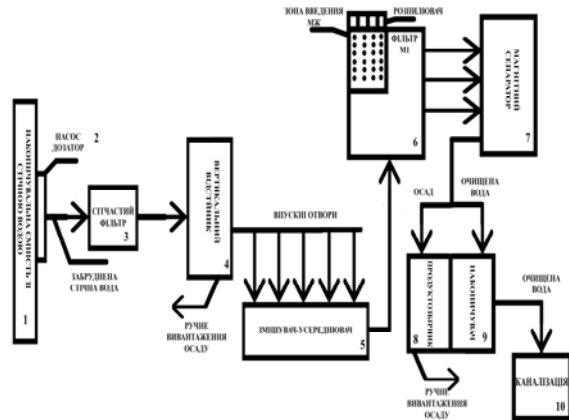 ЗОНА ВВЕДЕННЯ
МЖ
РОЗПИЛЮВАЧ
ФІЛЬТР
М1
6
МАГНІТНИЙ
СЕПАРАТОР
7
НАКОПИЧУВАЛЬНА ЄМНІСТЬ ЗІ
СТІЧНОЮ ВОДОЮ
1
НАСОС
ДОЗАТОР
2
СІТЧАСТИЙ
ФІЛЬТР
3
ЗАБРУДНЕНА
СТІЧНА ВОДА
ВЕРТИКАЛЬНИЙ
ВІДСТІЙНИК
4
ВПУСКНІ ОТВОРИ
РУЧНЕ
ВИВАНТАЖЕННЯ
ОСАДУ
ЗМІШУВАЧ-УСЕРЕДНЮВАЧ
5
ОСАД
ОЧИЩЕНА
ВОДА
ПРОДУКТОЗБІРНИК
8
НАКОПИЧУВАЧ
9
ОЧИЩЕНА
ВОДА
РУЧНЕ
ВИВАНТАЖЕННЯ
ОСАДУ
КАНАЛІЗАЦІЯ
10